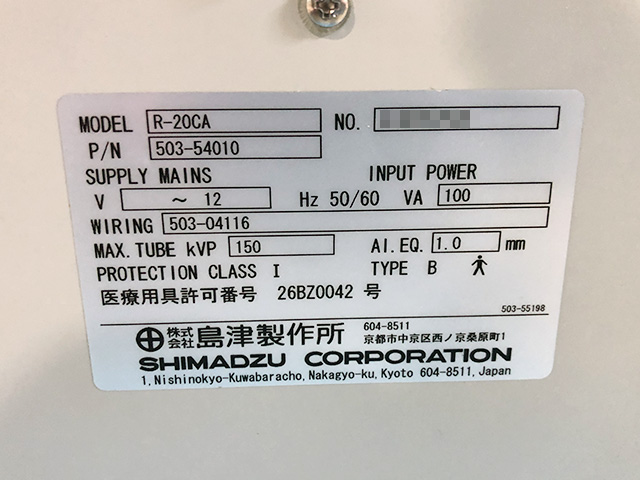 MODEL R-20CA NO.
P/N 503-54010
SUPPLY MAINS INPUT POWER
V ~ 12 Hz 50/60 VA 100
WIRING 503-04116
MAX. TUBE kVP 150 Al.EQ. 1.0 mm
PROTECTION CLASS I TYPE B
医療用具許可番号 26BZ0042 号
503-55198
株式会社 島津製作所 604-8511
京都市中京区西ノ京桑原町1
SHIMADZU CORPORATION
1, Nishinokyo-Kuwabaracho, Nakagyo-ku, Kyoto 604-8511, Japan